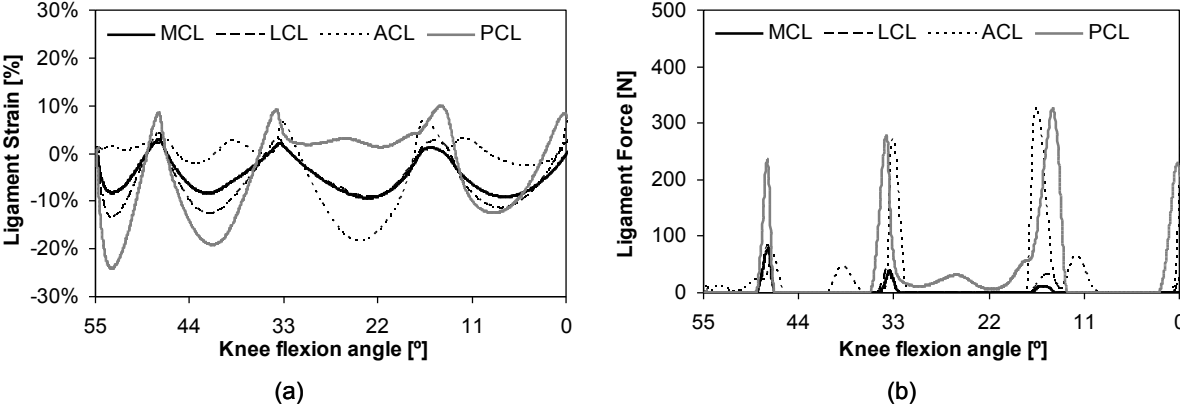 30%
20%
10%
0%
-10%
-20%
-30%
Ligament Strain [%]
MCL LCL ACL PCL
55 44 33 22 11 0
Knee flexion angle [º]
(a)
500
400
300
200
100
0
Ligament Force [N]
MCL LCL ACL PCL
55 44 33 22 11 0
Knee flexion angle [º]
(b)